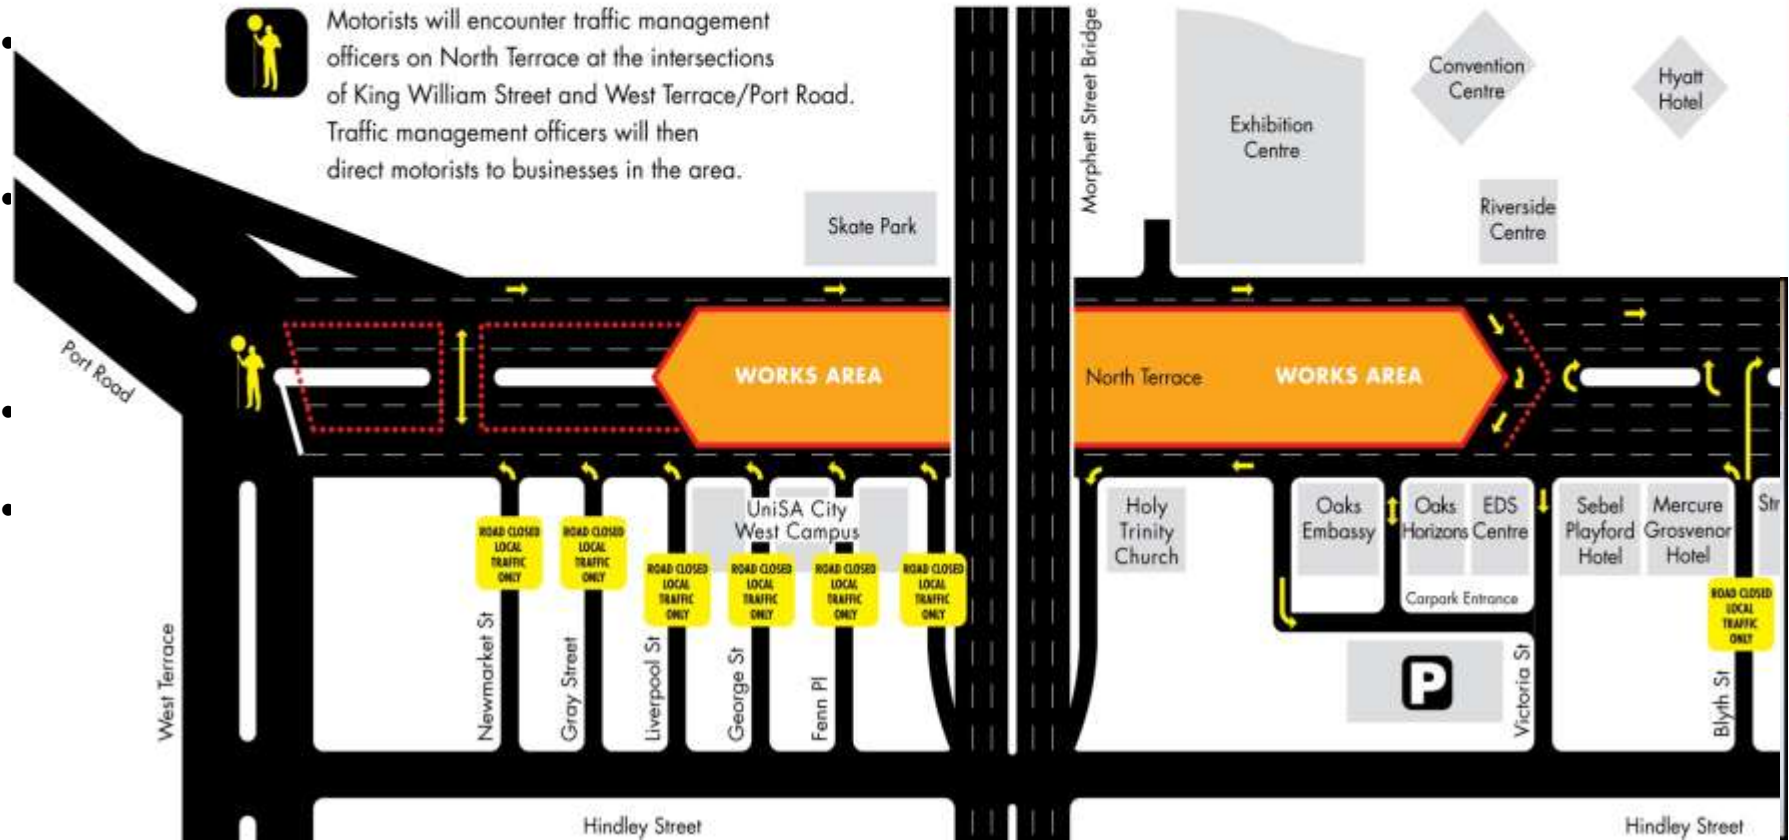 Motorists will encounter traffic management
officers on North Terrace at the intersections
of King William Street and West Terrace/Port Road.
Traffic management officers will then
direct motorists to businesses in the area.
Morphett Street Bridge
Exhibition
Centre
Convention
Centre
Hyatt
Hotel
Skate Park
Riverside
Centre
Port Road
WORKS AREA
North Terrace
WORKS AREA
UniSA City
West Campus
Holy
Trinity
Church
Oaks
Embassy
Oaks
Horizons
EDS
Centre
Sebel
Playford
Hotel
Mercure
Grosvenor
Hotel
Str
ROAD CLOSED
LOCAL
TRAFFIC
ONLY
ROAD CLOSED
LOCAL
TRAFFIC
ONLY
ROAD CLOSED
LOCAL
TRAFFIC
ONLY
ROAD CLOSED
LOCAL
TRAFFIC
ONLY
ROAD CLOSED
LOCAL
TRAFFIC
ONLY
ROAD CLOSED
LOCAL
TRAFFIC
ONLY
ROAD CLOSED
LOCAL
TRAFFIC
ONLY
Carpark Entrance
P
West Terrace
Newmarket St
Gray Street
Liverpool St
George St
Fenn Pl
Victoria St
Blyth St
Hindley Street
Hindley Street